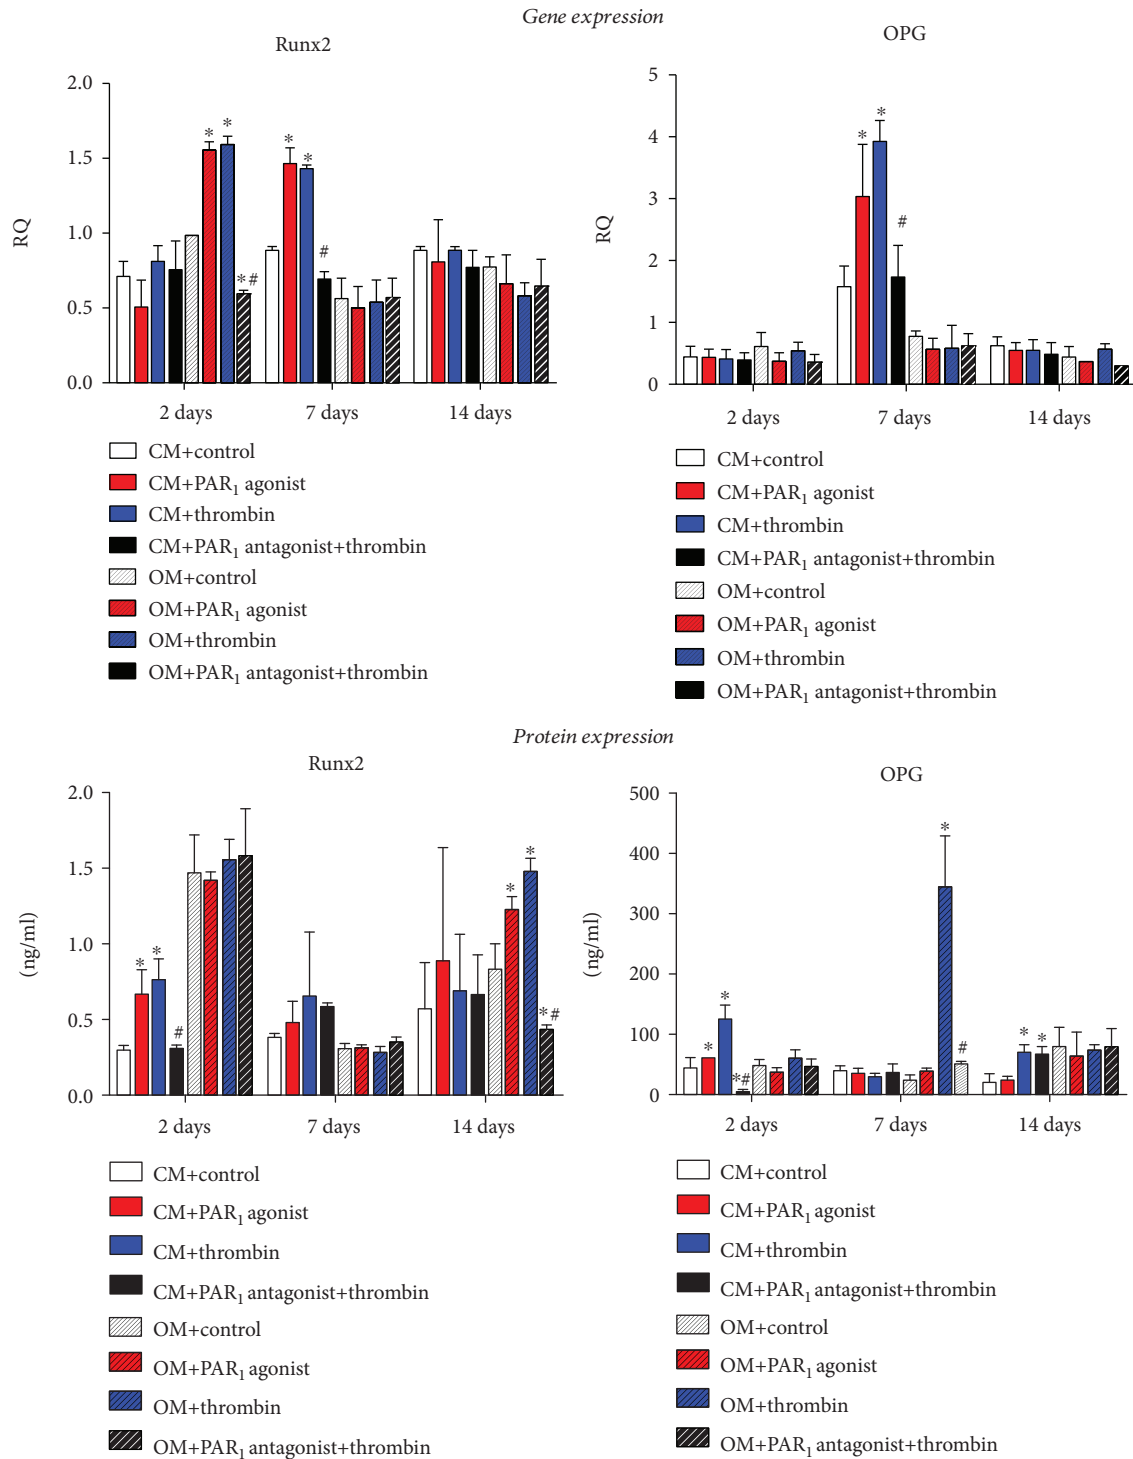 Gene expression
Runx2
OPG
2.0
1.5
1.0
0.5
0.0
RQ
* * *# * * #
2 days 7 days 14 days
5
4
3
2
1
0
RQ
* * #
2 days 7 days 14 days
CM+control
CM+PAR1 agonist
CM+thrombin
CM+PAR1 antagonist+thrombin
OM+control
OM+PAR1 agonist
OM+thrombin
OM+PAR1 antagonist+thrombin
CM+control
CM+PAR1 agonist
CM+thrombin
CM+PAR1 antagonist+thrombin
OM+control
OM+PAR1 agonist
OM+thrombin
OM+PAR1 antagonist+thrombin
Protein expression
Runx2
OPG
2.0
1.5
1.0
0.5
0.0
(ng/ml)
* * # * * *#
2 days 7 days 14 days
500
400
300
200
100
0
(ng/ml)
* * *# * # * *
2 days 7 days 14 days
CM+control
CM+PAR1 agonist
CM+thrombin
CM+PAR1 antagonist+thrombin
OM+control
OM+PAR1 agonist
OM+thrombin
OM+PAR1 antagonist+thrombin
CM+control
CM+PAR1 agonist
CM+thrombin
CM+PAR1 antagonist+thrombin
OM+control
OM+PAR1 agonist
OM+thrombin
OM+PAR1 antagonist+thrombin